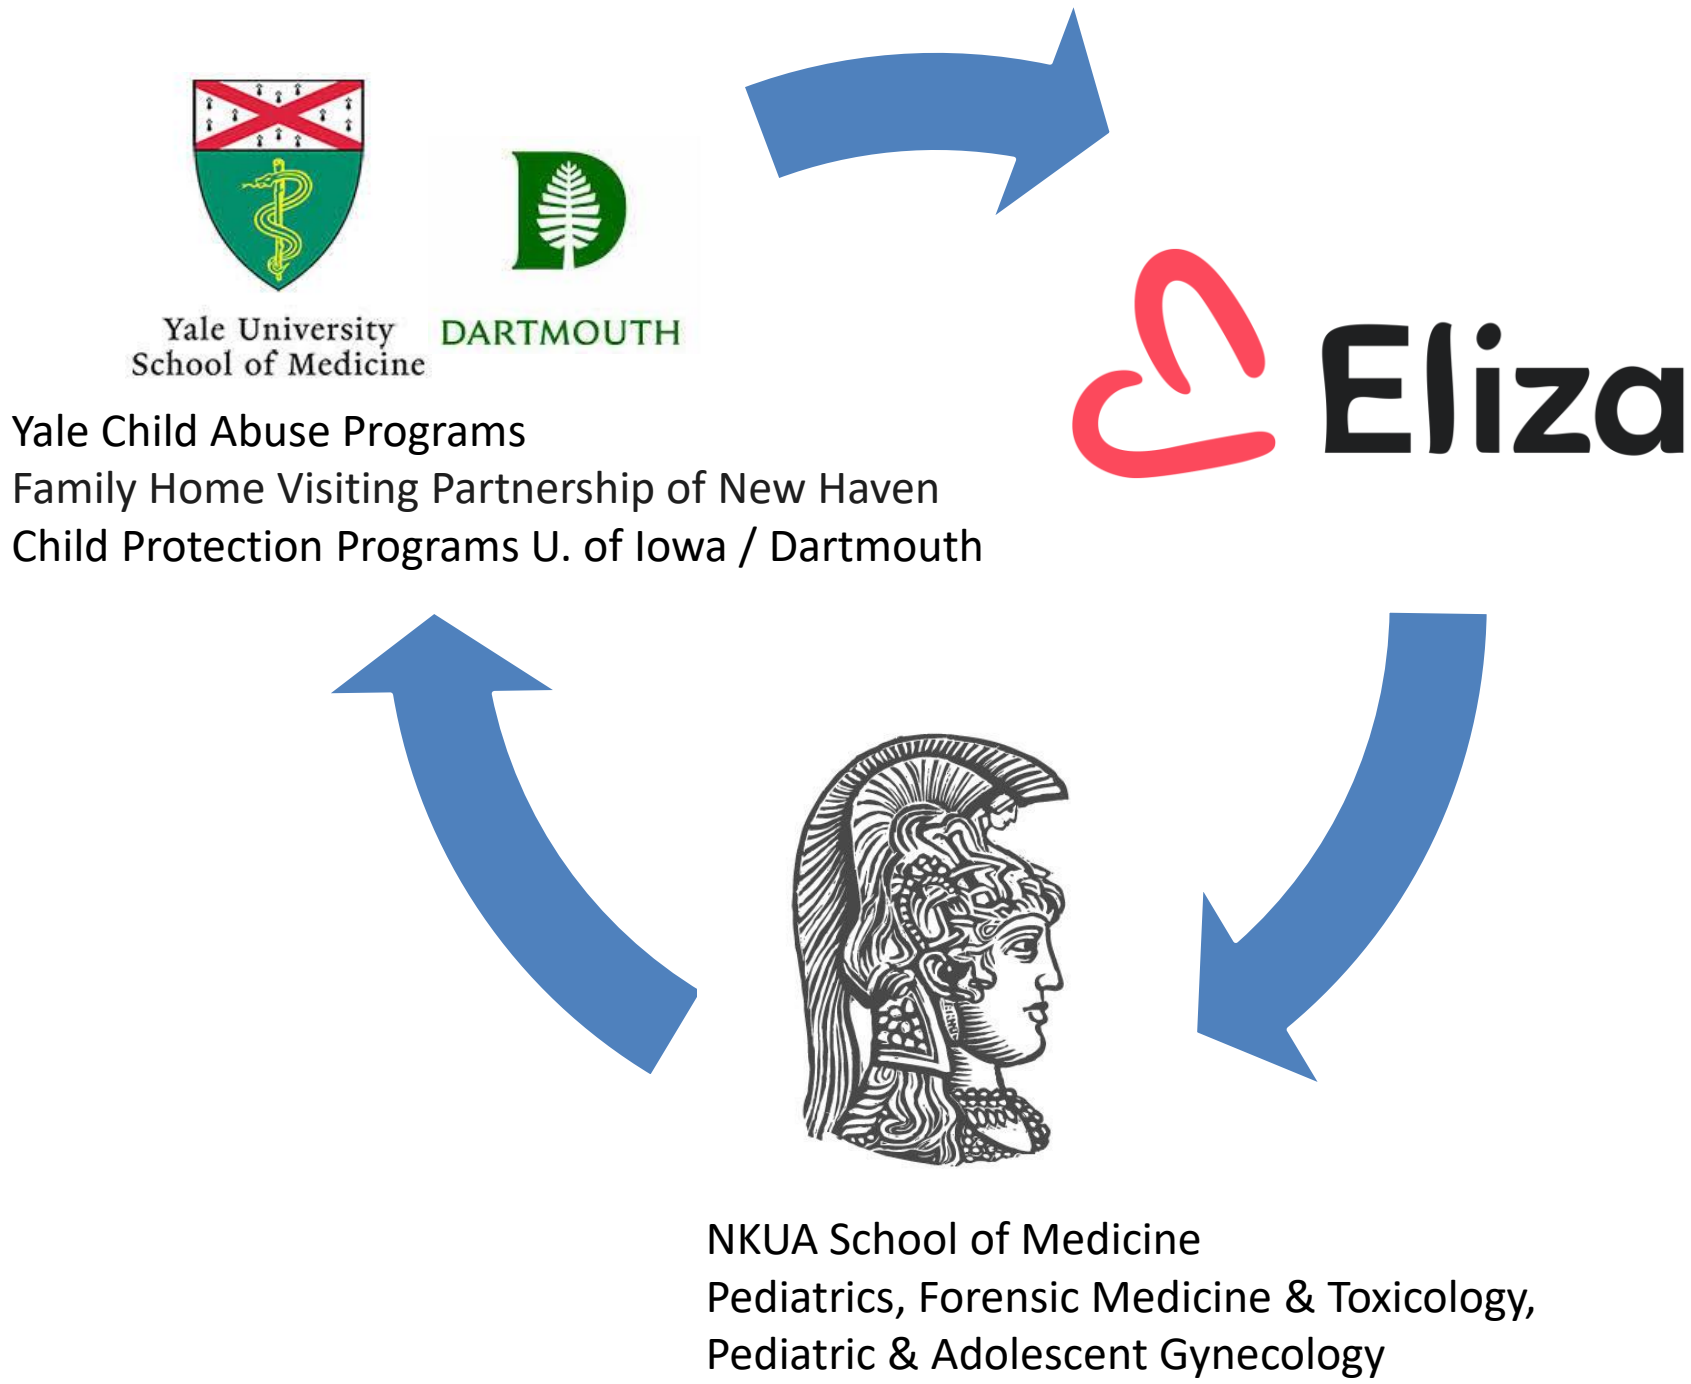 Yale University
School of Medicine
DARTMOUTH
Yale Child Abuse Programs
Family Home Visiting Partnership of New Haven
Child Protection Programs U. of Iowa / Dartmouth
Eliza
NKUA School of Medicine
Pediatrics, Forensic Medicine & Toxicology,
Pediatric & Adolescent Gynecology